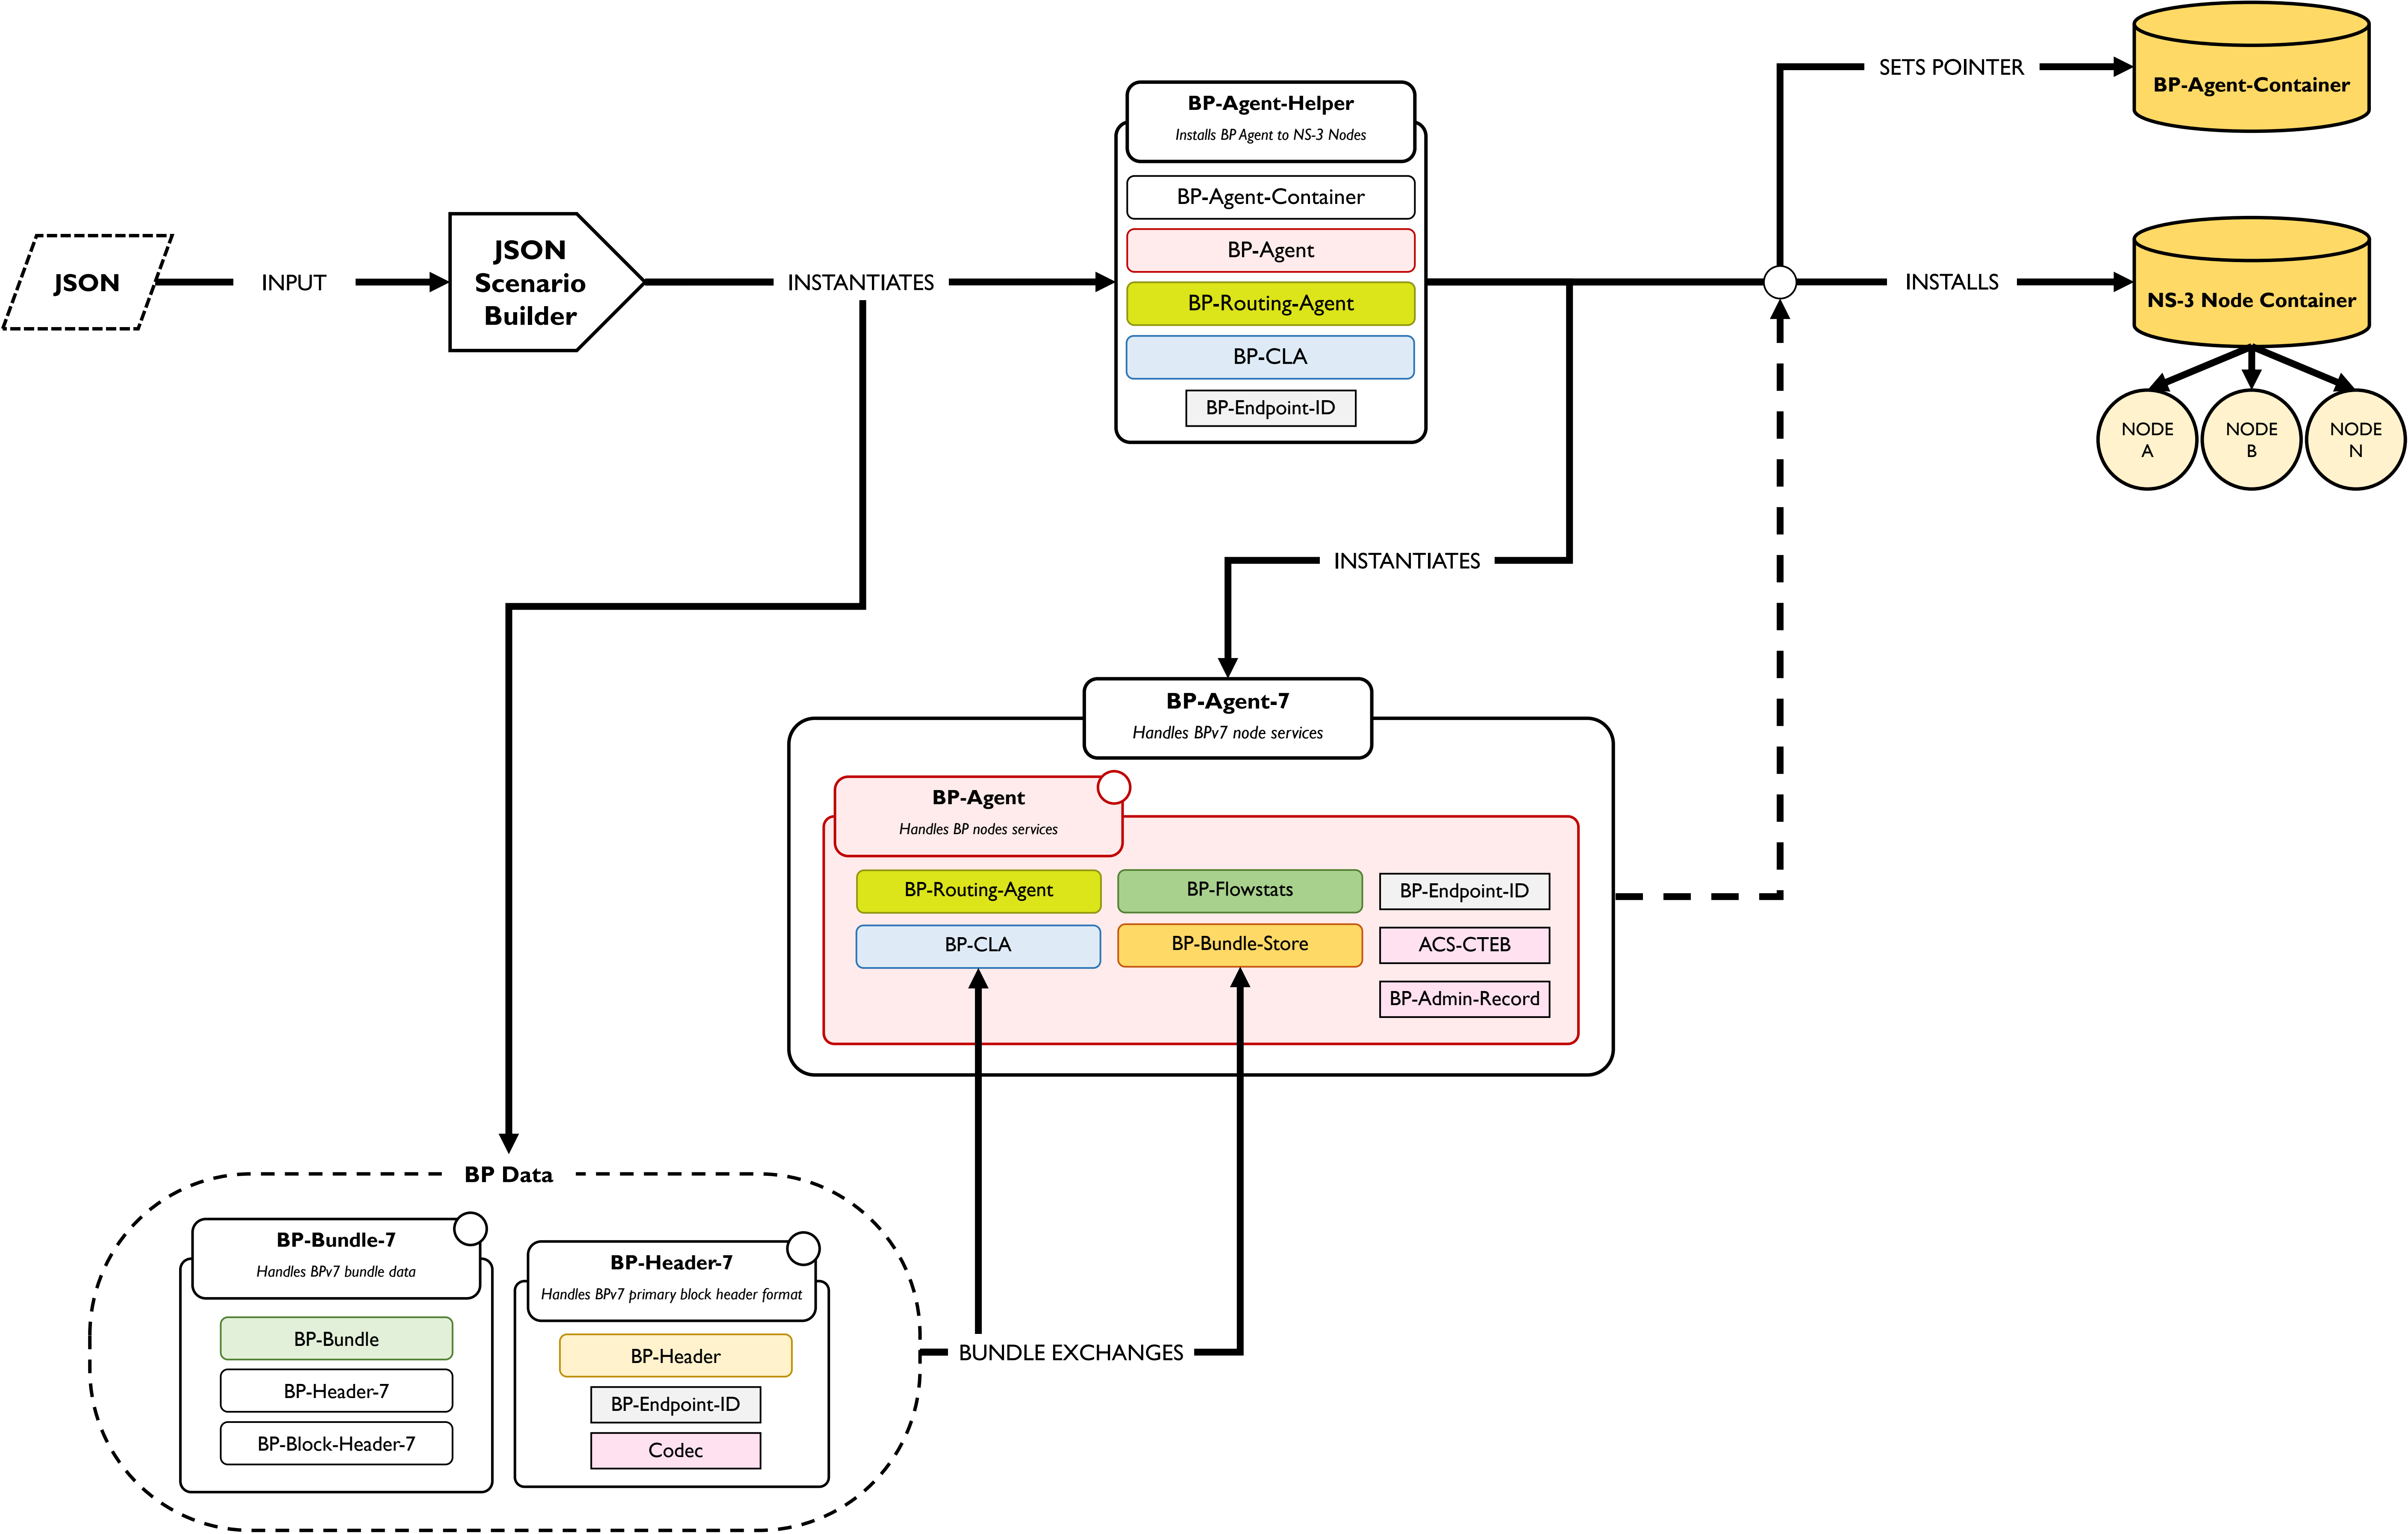 SETS POINTER
BP-Agent-Container
BP-Agent-Helper
Installs BP Agent to NS-3 Nodes
BP-Agent-Container
BP-Agent
BP-Routing-Agent
BP-CLA
BP-Endpoint-ID
JSON
INPUT
JSON
Scenario
Builder
INSTANTIATES
INSTALLS
NS-3 Node Container
NODE
A
NODE
B
NODE
N
INSTANTIATES
BP-Agent-7
Handles BPv7 node services
BP-Agent
Handles BP nodes services
BP-Routing-Agent
BP-Flowstats
BP-Endpoint-ID
BP-CLA
BP-Bundle-Store
ACS-CTEB
BP-Admin-Record
BP Data
BP-Bundle-7
Handles BPv7 bundle data
BP-Bundle
BP-Header-7
BP-Block-Header-7
BP-Header-7
Handles BPv7 primary block header format
BP-Header
BP-Endpoint-ID
Codec
BUNDLE EXCHANGES